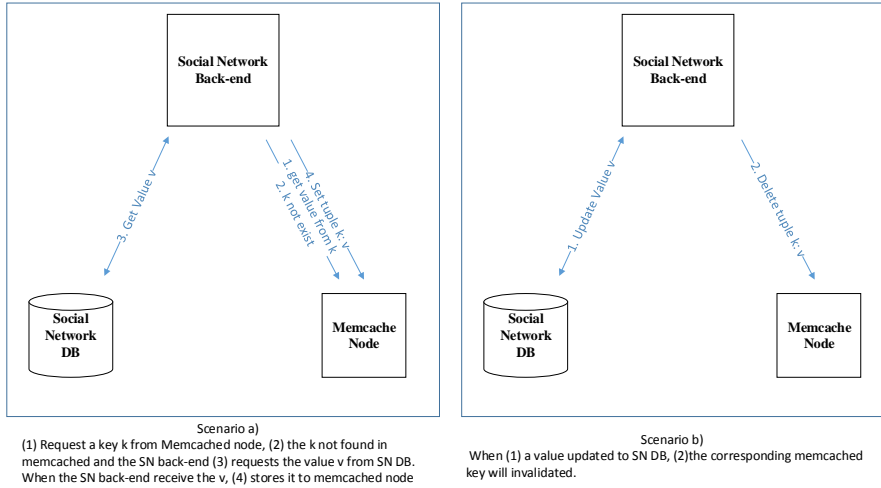 Social Network
Back-end
3. Get Value v
1. get value from k
2. k not exist
4. Set tuple k: v
Social
Network
DB
Memcache
Node
Scenario a)
(1) Request a key k from Memcached node, (2) the k not found in
memcached and the SN back-end (3) requests the value v from SN DB.
When the SN back-end receive the v, (4) stores it to memcached node
Social Network
Back-end
1. Update Value v
2. Delete tuple k: v
Social
Network
DB
Memcache
Node
Scenario b)
When (1) a value updated to SN DB, (2)the corresponding memcached
key will invalidated.